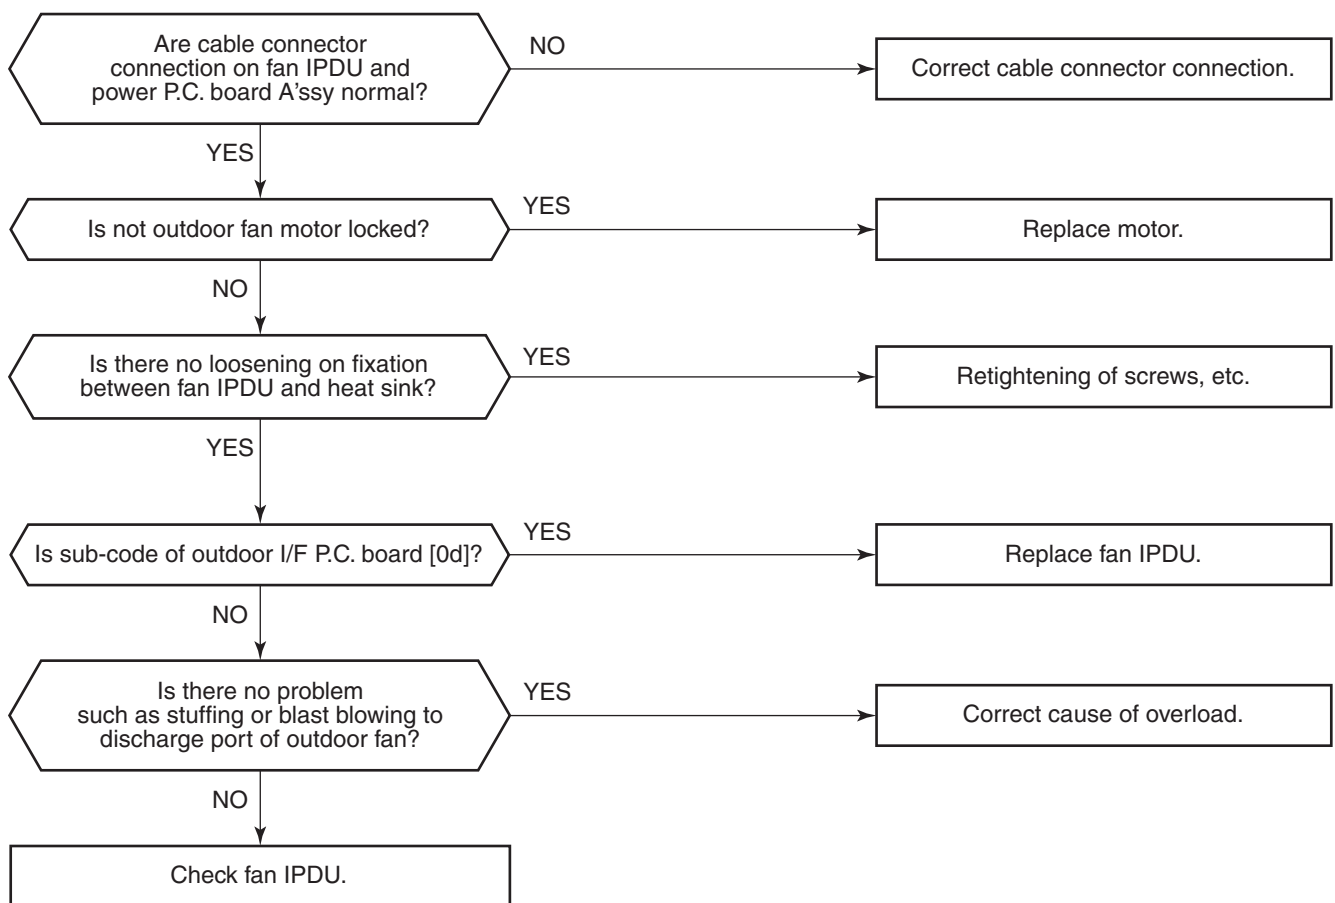 Are cable connector
connection on fan IPDU and
power P.C. board A'ssy normal?
NO
Correct cable connector connection.
YES
Is not outdoor fan motor locked?
YES
Replace motor.
NO
Is there no loosening on fixation
between fan IPDU and heat sink?
YES
Retightening of screws, etc.
YES
Is sub-code of outdoor I/F P.C. board [0d]?
YES
Replace fan IPDU.
NO
Is there no problem
such as stuffing or blast blowing to
discharge port of outdoor fan?
YES
Correct cause of overload.
NO
Check fan IPDU.